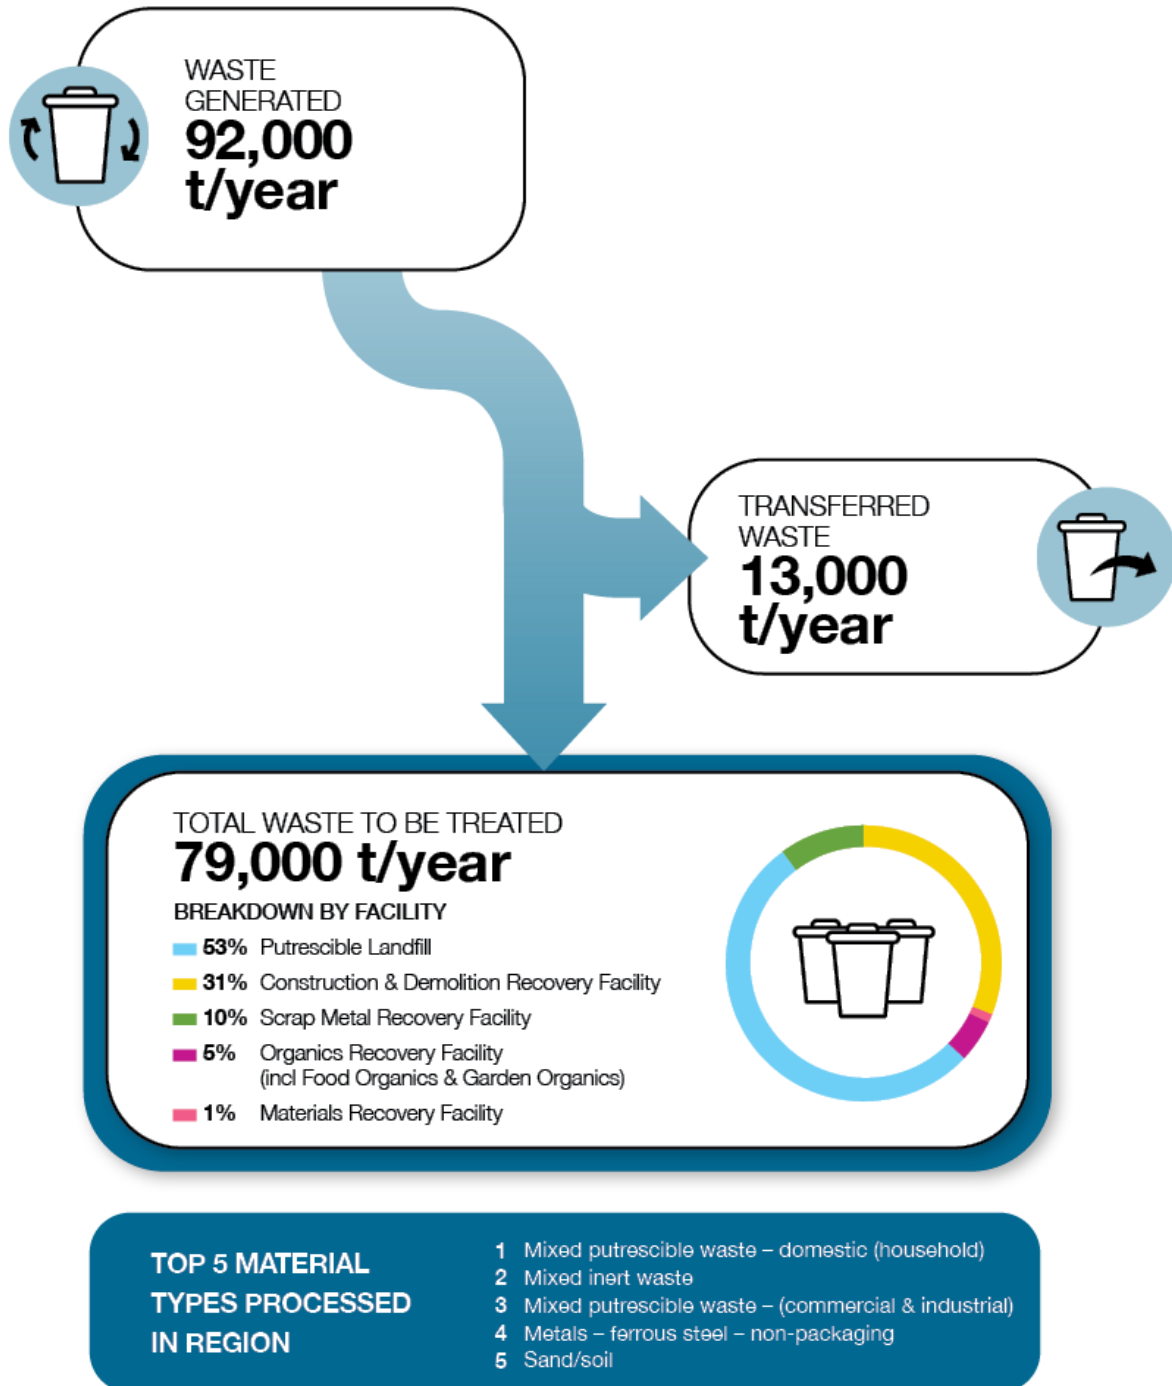 WASTE
GENERATED
92,000
t/year
TRANSFERRED
WASTE
13,000
t/year
TOTAL WASTE TO BE TREATED
79,000 t/year
BREAKDOWN BY FACILITY
53% Putrescible Landfill
31% Construction & Demolition Recovery Facility
10% Scrap Metal Recovery Facility
5% Organics Recovery Facility
(incl Food Organics & Garden Organics)
1% Materials Recovery Facility
TOP 5 MATERIAL
TYPES PROCESSED
IN REGION
1 Mixed putrescible waste – domestic (household)
2 Mixed inert waste
3 Mixed putrescible waste – (commercial & industrial)
4 Metals – ferrous steel – non-packaging
5 Sand/soil